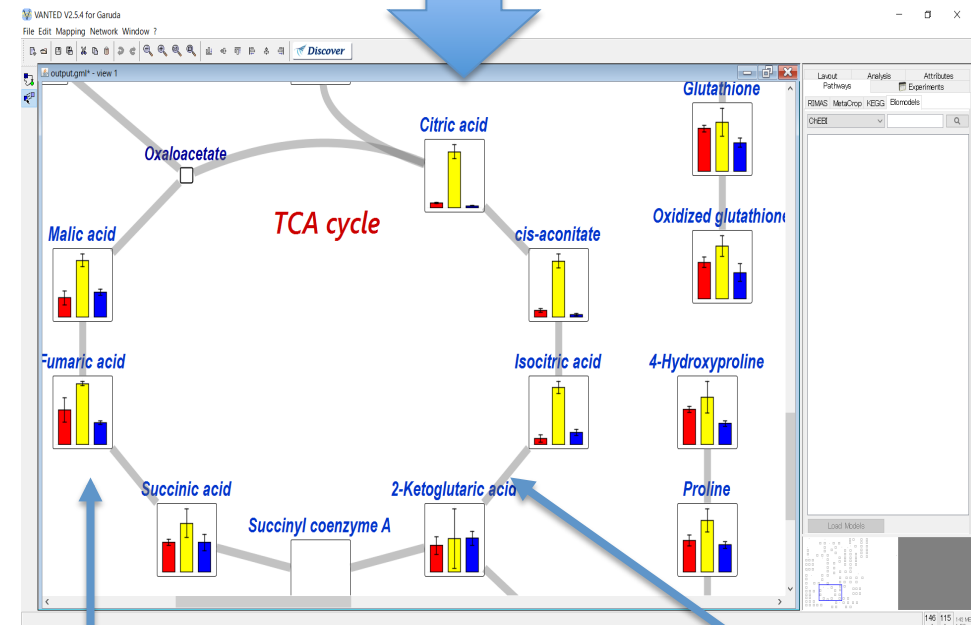 VANTED V2.5.4 for Garuda
File Edit Mapping Network Window ?
Discover
output.gml* - view 1
Layout Analysis Attributes
Pathways Experiments
RIMAS MetaCrop KEGG Biomodels
ChEBI
Glutathione
Citric acid
Oxaloacetate
TCA cycle
Oxidized glutathione
Malic acid
cis-aconitate
Fumaric acid
Isocitric acid
4-Hydroxyproline
Succinic acid
2-Ketoglutaric acid
Proline
Succinyl coenzyme A
Load Models
146 115